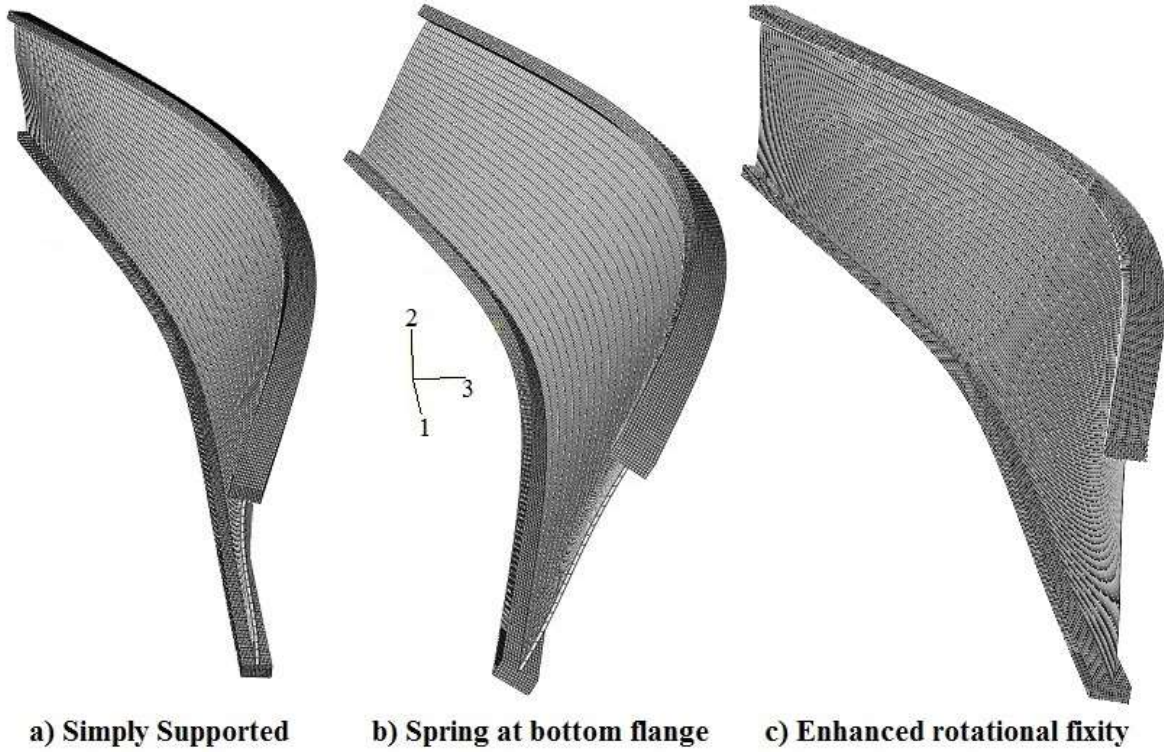 2
3
1
a) Simply Supported
b) Spring at bottom flange
c) Enhanced rotational fixity